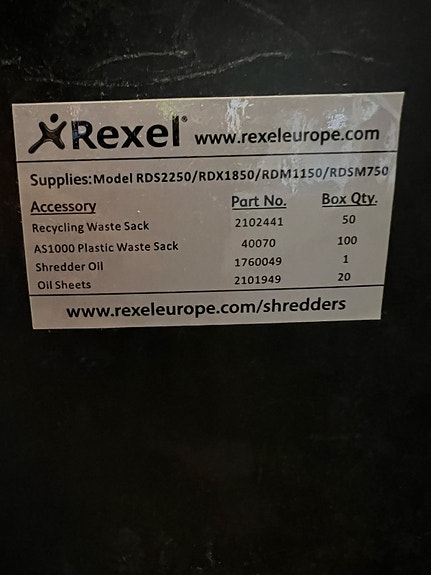 Rexel® www.rexeleurope.com
Supplies:Model RDS2250/RDX1850/RDM1150/RDSM750
Accessory Part No. Box Qty.
Recycling Waste Sack 2102441 50
AS1000 Plastic Waste Sack 40070 100
Shredder Oil 1760049 1
Oil Sheets 2101949 20
www.rexeleurope.com/shredders